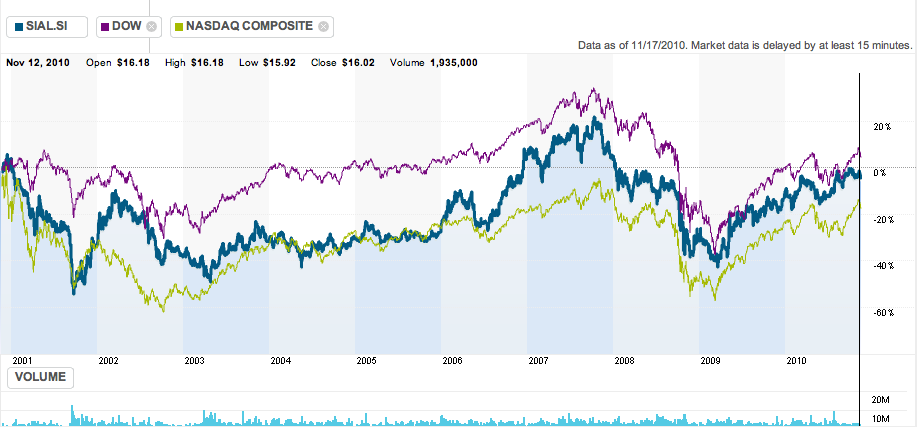 SIAL.SI DOW NASDAQ COMPOSITE
Data as of 11/17/2010. Market data is delayed by at least 15 minutes.
Nov 12, 2010 Open $16.18 High $16.18 Low $15.92 Close $16.02 Volume 1,935,000
20%
0%
-20%
-40%
-60%
2001 2002 2003 2004 2005 2006 2007 2008 2009 2010
VOLUME
20M
10M